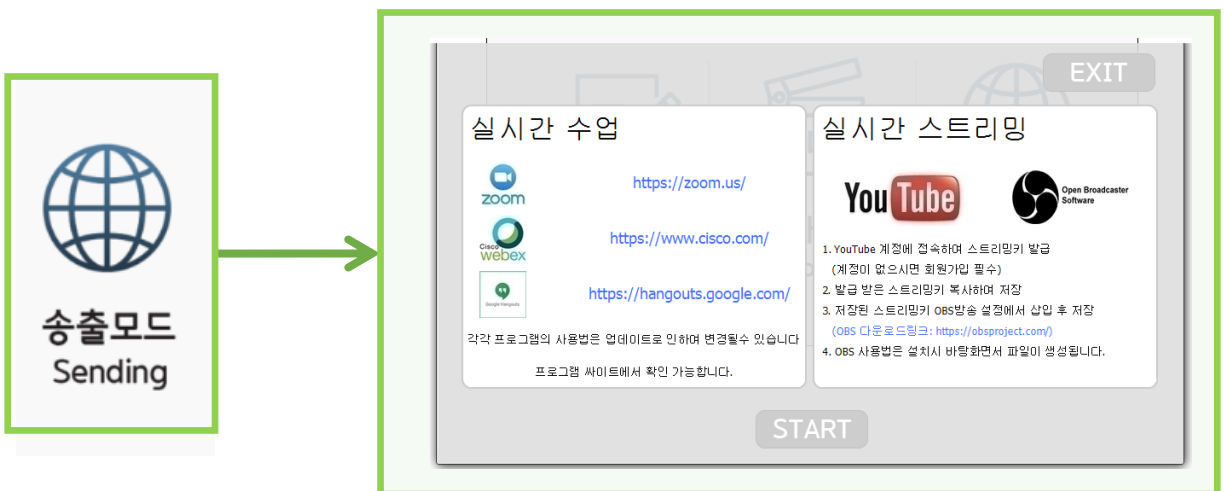 송출모드
Sending
EXIT
실시간 수업
zoom
https://zoom.us/
Cisco
webex
https://www.cisco.com/
Google Hangouts
https://hangouts.google.com/
각각 프로그램의 사용법은 업데이트로 인하여 변경될수 있습니다
프로그램 싸이트에서 확인 가능합니다.
실시간 스트리밍
YouTube
Open Broadcaster
Software
1. YouTube 계정에 접속하여 스트리밍키 발급
(계정이 없으시면 회원가입 필수)
2. 발급 받은 스트리밍키 복사하여 저장
3. 저장된 스트리밍키 OBS방송 설정에서 삽입 후 저장
(OBS 다운로드링크: https://obsproject.com/)
4. OBS 사용법은 설치시 바탕화면서 파일이 생성됩니다.
START